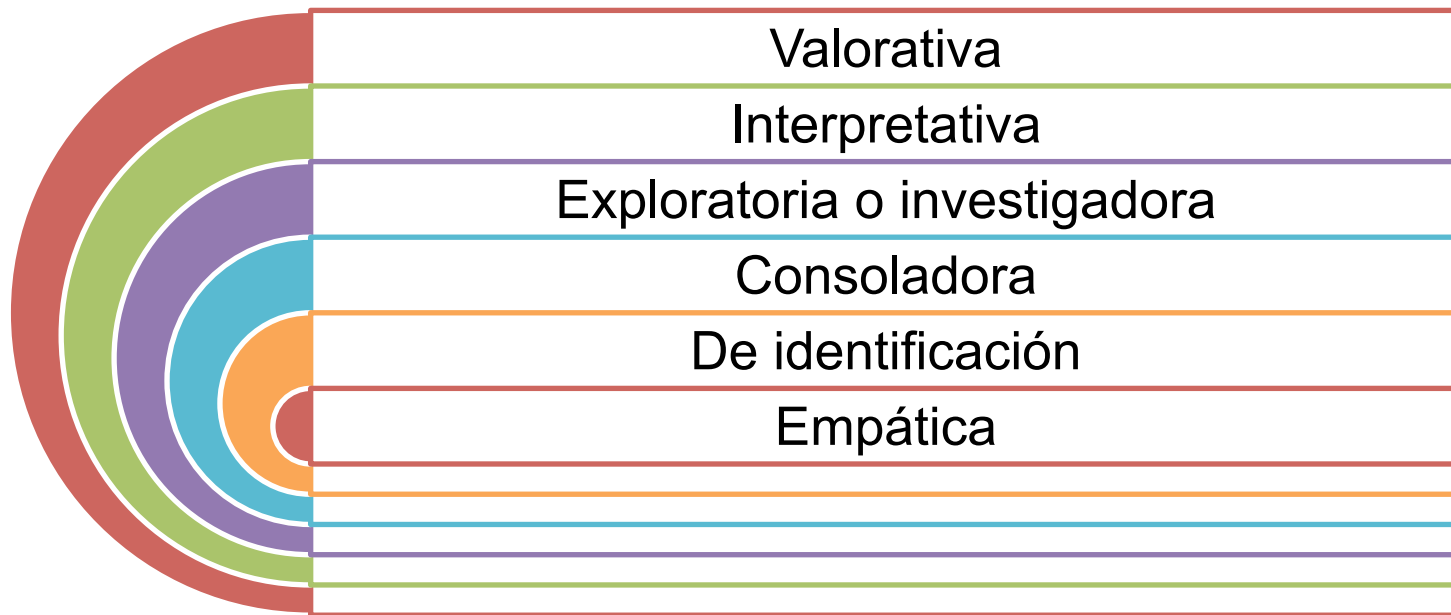 Valorativa
Interpretativa
Exploratoria o investigadora
Consoladora
De identificación
Empática